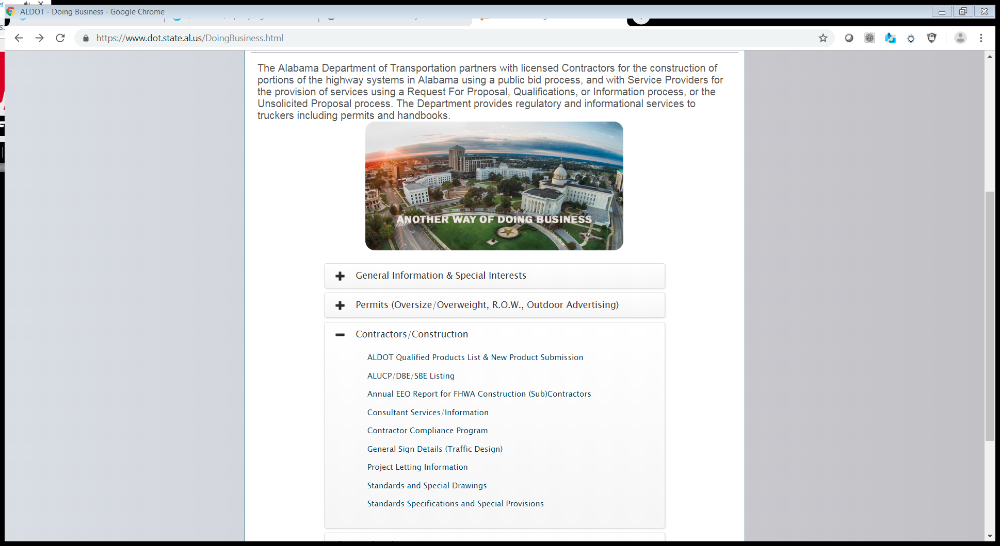 ALDOT - Doing Business - Google Chrome
https://www.dot.state.al.us/DoingBusiness.html
The Alabama Department of Transportation partners with licensed Contractors for the construction of
portions of the highway systems in Alabama using a public bid process, and with Service Providers for
the provision of services using a Request For Proposal, Qualifications, or Information process, or the
Unsolicited Proposal process. The Department provides regulatory and informational services to
truckers including permits and handbooks.
ANOTHER WAY OF DOING BUSINESS
General Information & Special Interests
Permits (Oversize/Overweight, R.O.W., Outdoor Advertising)
Contractors/Construction
ALDOT Qualified Products List & New Product Submission
ALUCP/DBE/SBE Listing
Annual EEO Report for FHWA Construction (Sub)Contractors
Consultant Services/Information
Contractor Compliance Program
General Sign Details (Traffic Design)
Project Letting Information
Standards and Special Drawings
Standards Specifications and Special Provisions